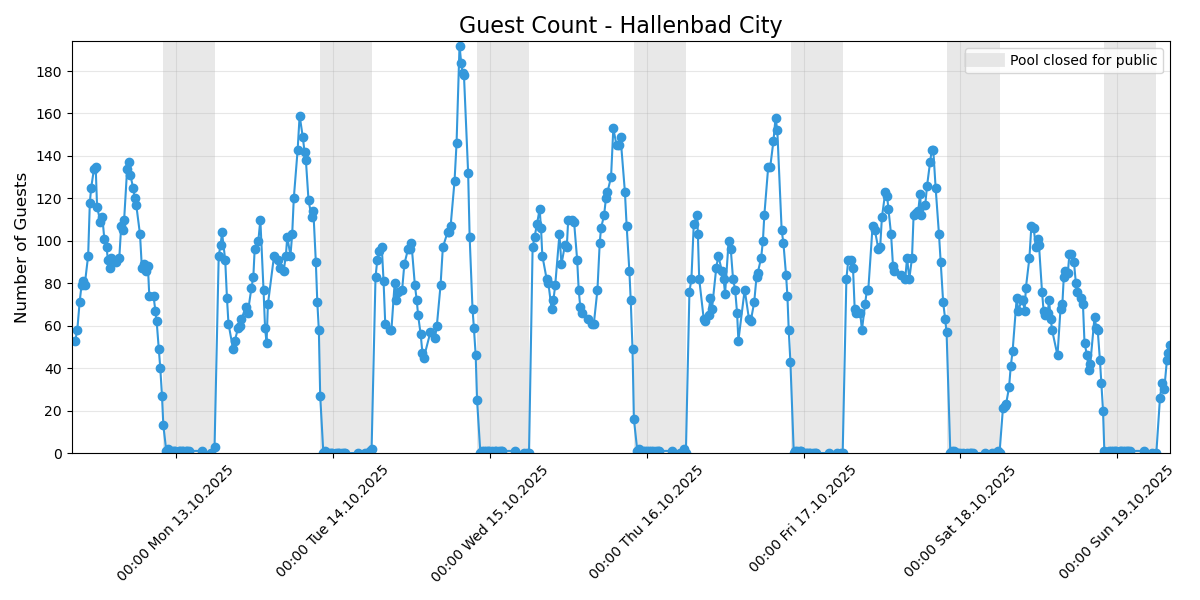 Guest Count - Hallenbad City
Pool closed for public
Number of Guests
180
160
140
120
100
80
60
40
20
0
00:00 Mon 13.10.2025
00:00 Tue 14.10.2025
00:00 Wed 15.10.2025
00:00 Thu 16.10.2025
00:00 Fri 17.10.2025
00:00 Sat 18.10.2025
00:00 Sun 19.10.2025